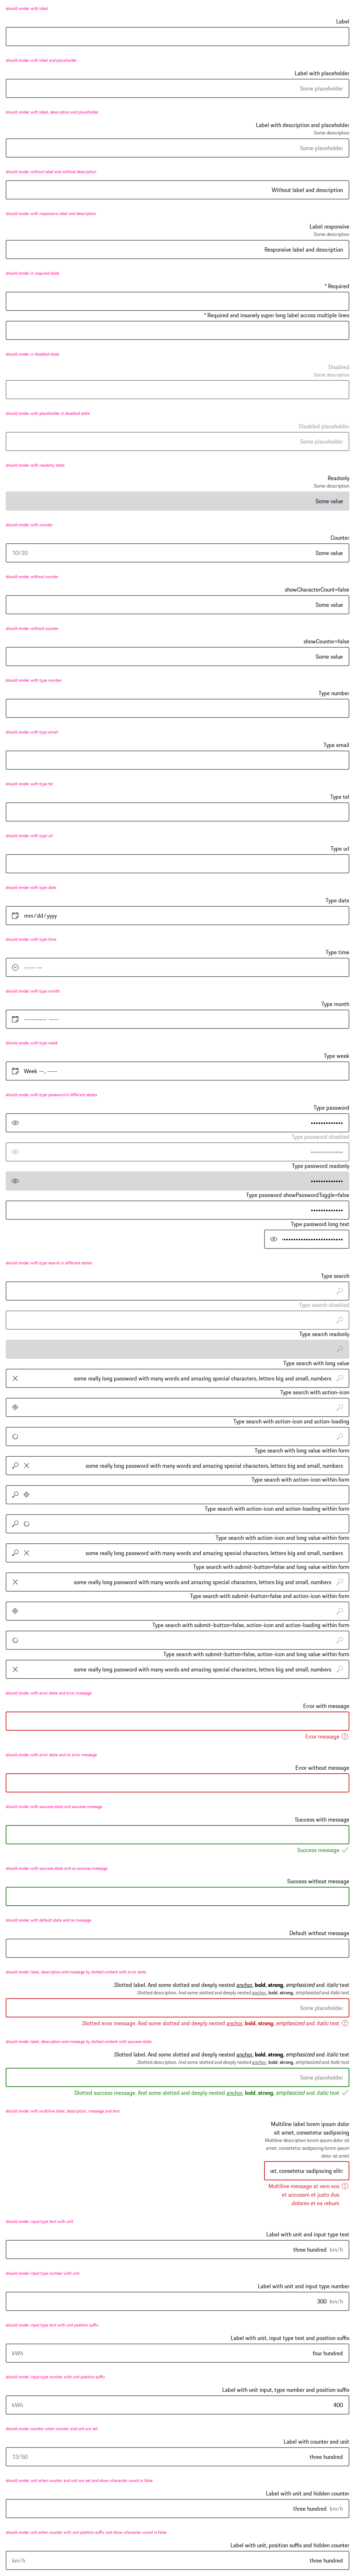 should render with label
Label
should render with label and placeholder
Label with placeholder
Some placeholder
should render with label, description and placeholder
Label with description and placeholder
Some description
Some placeholder
should render without label and without description
Without label and description
should render with responsive label and description
Label responsive
Some description
Responsive label and description
should render in required state
* Required
* Required and insanely super long label across multiple lines
should render in disabled state
Disabled
Some description
should render with placeholder in disabled state
Disabled placeholder
Some placeholder
should render with readonly state
Readonly
Some description
Some value
should render with counter
Counter
10/20 Some value
should render without counter
showCharacterCount=false
Some value
should render without counter
showCounter=false
Some value
should render with type number
Type number
should render with type email
Type email
should render with type tel
Type tel
should render with type url
Type url
should render with type date
Type date
mm/dd/yyyy
should render with type time
Type time
--:-- --
should render with type month
Type month
--------- ----
should render with type week
Type week
Week --, ----
should render with type password in different states
Type password
••••••••••••••
Type password disabled
••••••••••••••
Type password readonly
••••••••••••••
Type password showPasswordToggle=false
••••••••••••••
Type password long text
should render with type search in different states
Type search
Type search disabled
Type search readonly
Type search with long value
some really long password with many words and amazing special characters, letters big and small, numbers
Type search with action-icon
Type search with action-icon and action-loading
Type search with long value within form
some really long password with many words and amazing special characters, letters big and small, numbers
Type search with action-icon within form
Type search with action-icon and action-loading within form
Type search with action-icon and long value within form
some really long password with many words and amazing special characters, letters big and small, numbers
Type search with submit-button=false and long value within form
some really long password with many words and amazing special characters, letters big and small, numbers
Type search with submit-button=false and action-icon within form
Type search with submit-button=false, action-icon and action-loading within form
Type search with submit-button=false, action-icon and long value within form
some really long password with many words and amazing special characters, letters big and small, numbers
should render with error state and error message
Error with message
Error message
should render with error state and no error message
Error without message
should render with success state and success message
Success with message
Success message
should render with success state and no success message
Success without message
should render with default state and no message
Default without message
should render label, description and message by slotted content with error state
.Slotted label. And some slotted and deeply nested anchor, bold, strong, emphasized and italic text
.Slotted description. And some slotted and deeply nested anchor, bold, strong, emphasized and italic text
Some placeholder
.Slotted error message. And some slotted and deeply nested anchor, bold, strong, emphasized and italic text
should render label, description and message by slotted content with success state
.Slotted label. And some slotted and deeply nested anchor, bold, strong, emphasized and italic text
.Slotted description. And some slotted and deeply nested anchor, bold, strong, emphasized and italic text
Some placeholder
.Slotted success message. And some slotted and deeply nested anchor, bold, strong, emphasized and italic text
should render with multiline label, description, message and text
Multiline label lorem ipsum dolor
sit amet, consetetur sadipscing
Multiline description lorem ipsum dolor sit
amet, consetetur sadipscing lorem ipsum
dolor sit amet
et, consetetur sadipscing elitr
Multiline message at vero eos
et accusam et justo duo
.dolores et ea rebum
should render input type text with unit
Label with unit and input type text
three hundred km/h
should render input type number with unit
Label with unit and input type number
300 km/h
should render input type text with unit position suffix
Label with unit, input type text and position suffix
kWh four hundred
should render input type number with unit position suffix
Label with unit input, type number and position suffix
kWh 400
should render counter when counter and unit are set
Label with counter and unit
13/50 three hundred
should render unit when counter and unit are set and show-character-count is false
Label with unit and hidden counter
three hundred km/h
should render unit when counter with unit position suffix and show-character-count is false
Label with unit, position suffix and hidden counter
km/h three hundred